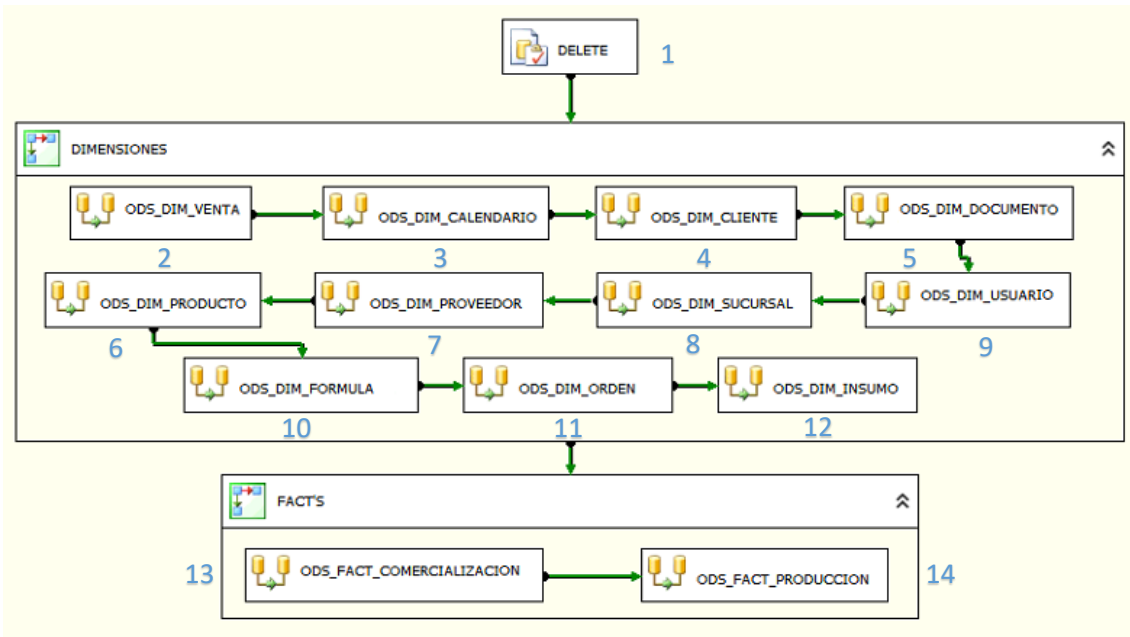 DELETE 1
DIMENSIONES
ODS_DIM_VENTA ODS_DIM_CALENDARIO ODS_DIM_CLIENTE ODS_DIM_DOCUMENTO
2 3 4 5
ODS_DIM_PRODUCTO ODS_DIM_PROVEEDOR ODS_DIM_SUCURSAL ODS_DIM_USUARIO
6 7 8 9
ODS_DIM_FORMULA ODS_DIM_ORDEN ODS_DIM_INSUMO
10 11 12
FACT'S
13 ODS_FACT_COMERCIALIZACION ODS_FACT_PRODUCCION 14